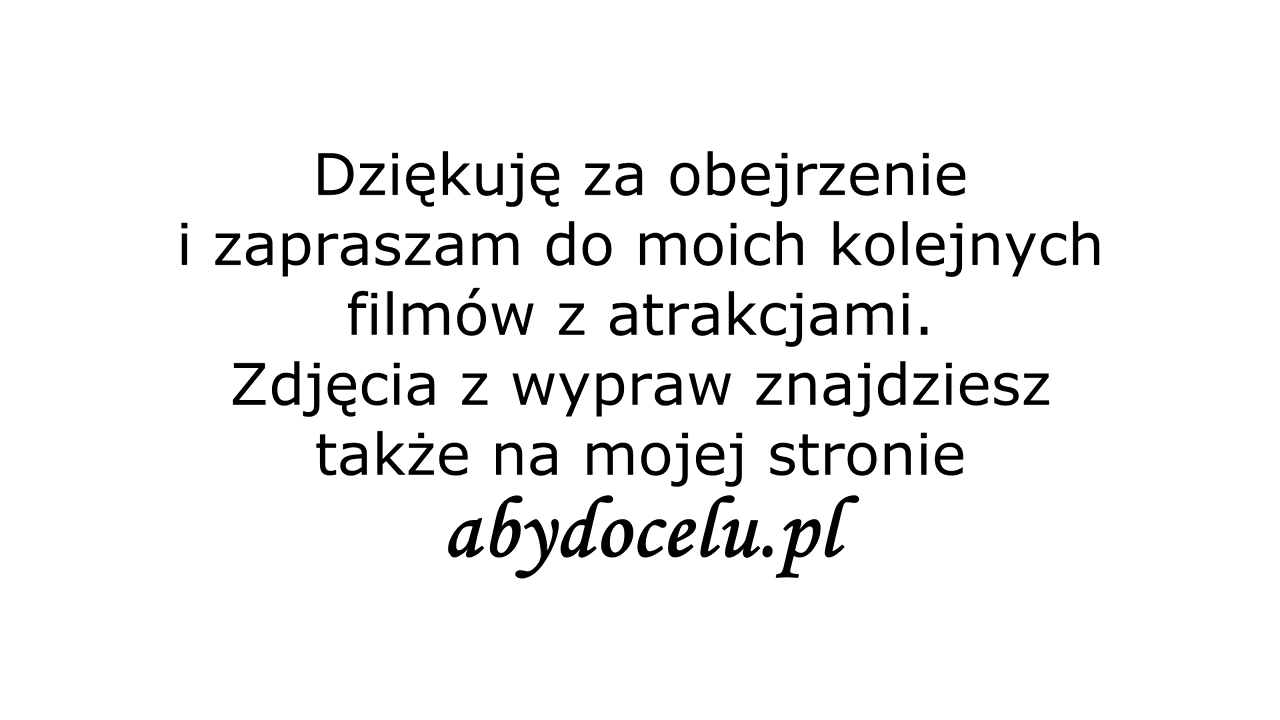 Dziękuję za obejrzenie
i zapraszam do moich kolejnych
filmów z atrakcjami.
Zdjęcia z wypraw znajdziesz
także na mojej stronie
abydocelu.pl